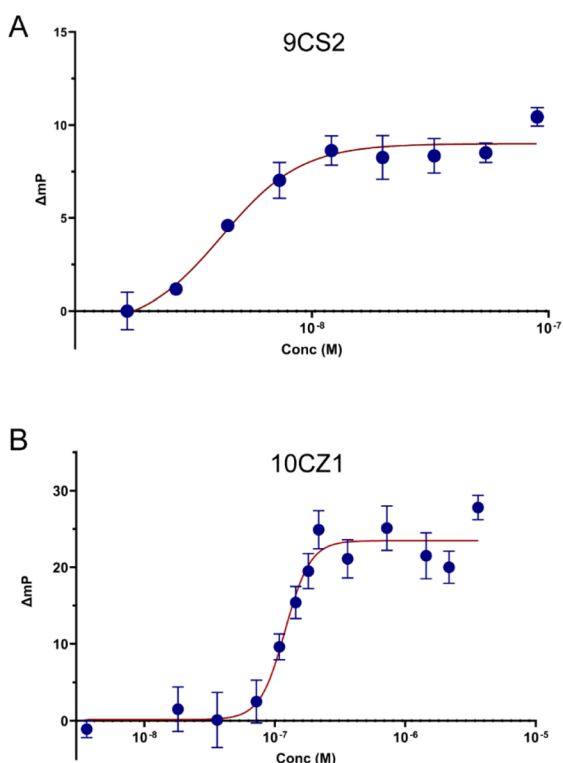 A
9CS2
15
10
5
0
ΔmP
10⁻⁸
10⁻⁷
Conc (M)
B
10CZ1
30
20
10
0
ΔmP
10⁻⁸
10⁻⁷
10⁻⁶
10⁻⁵
Conc (M)